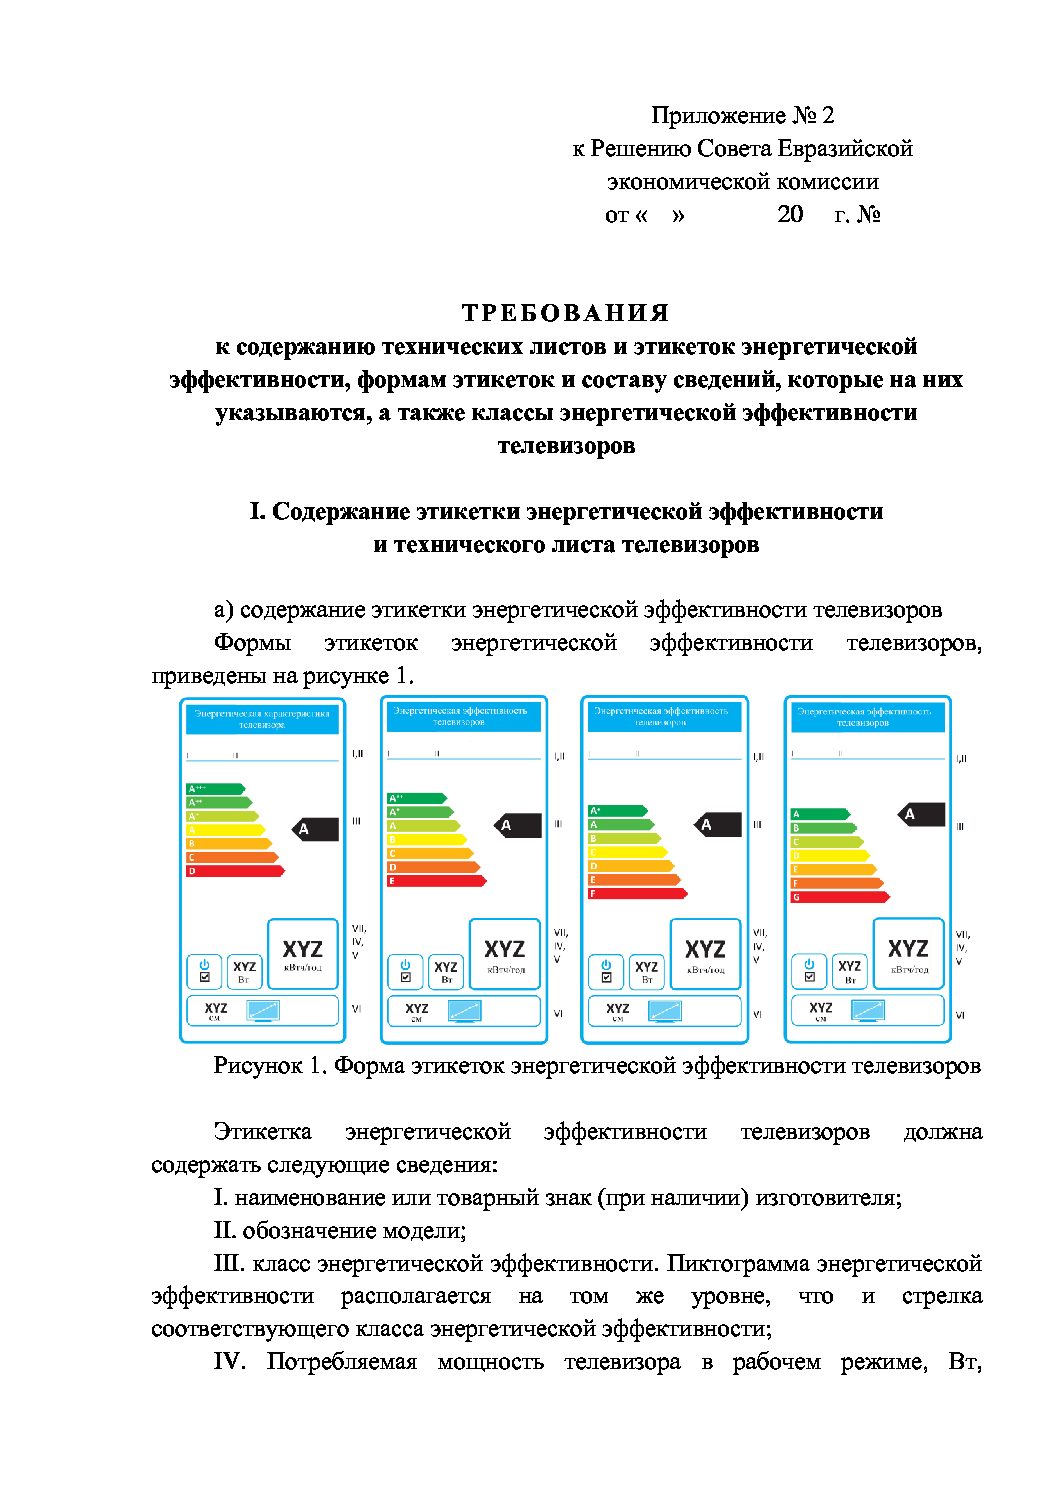 Приложение № 2
к Решению Совета Евразийской
экономической комиссии
от « » 20 г. №
ТРЕБОВАНИЯ
к содержанию технических листов и этикеток энергетической
эффективности, формам этикеток и составу сведений, которые на них
указываются, а также классы энергетической эффективности
телевизоров
I. Содержание этикетки энергетической эффективности
и технического листа телевизоров
а) содержание этикетки энергетической эффективности телевизоров
Формы этикеток энергетической эффективности телевизоров,
приведены на рисунке 1.
Энергетическая характеристика
телевизора
I II
I,II
A+++
A++
A+
A
B
C
D
A
III
VII,
IV,
V
XYZ
кВтч/год
XYZ
Вт
XYZ
см
VI
Энергетическая эффективность
телевизоров
I II
I,II
A++
A+
A
B
C
D
E
A
III
VII,
IV,
V
XYZ
кВтч/год
XYZ
Вт
XYZ
см
VI
Энергетическая эффективность
телевизоров
I II
I,II
A+
A
B
C
D
E
F
A
III
VII,
IV,
V
XYZ
кВтч/год
XYZ
Вт
XYZ
см
VI
Энергетическая эффективность
телевизоров
I II
I,II
A
B
C
D
E
F
G
A
III
VII,
IV,
V
XYZ
кВтч/год
XYZ
Вт
XYZ
см
VI
Рисунок 1. Форма этикеток энергетической эффективности телевизоров
Этикетка энергетической эффективности телевизоров должна
содержать следующие сведения:
I. наименование или товарный знак (при наличии) изготовителя;
II. обозначение модели;
III. класс энергетической эффективности. Пиктограмма энергетической
эффективности располагается на том же уровне, что и стрелка
соответствующего класса энергетической эффективности;
IV. Потребляемая мощность телевизора в рабочем режиме, Вт,